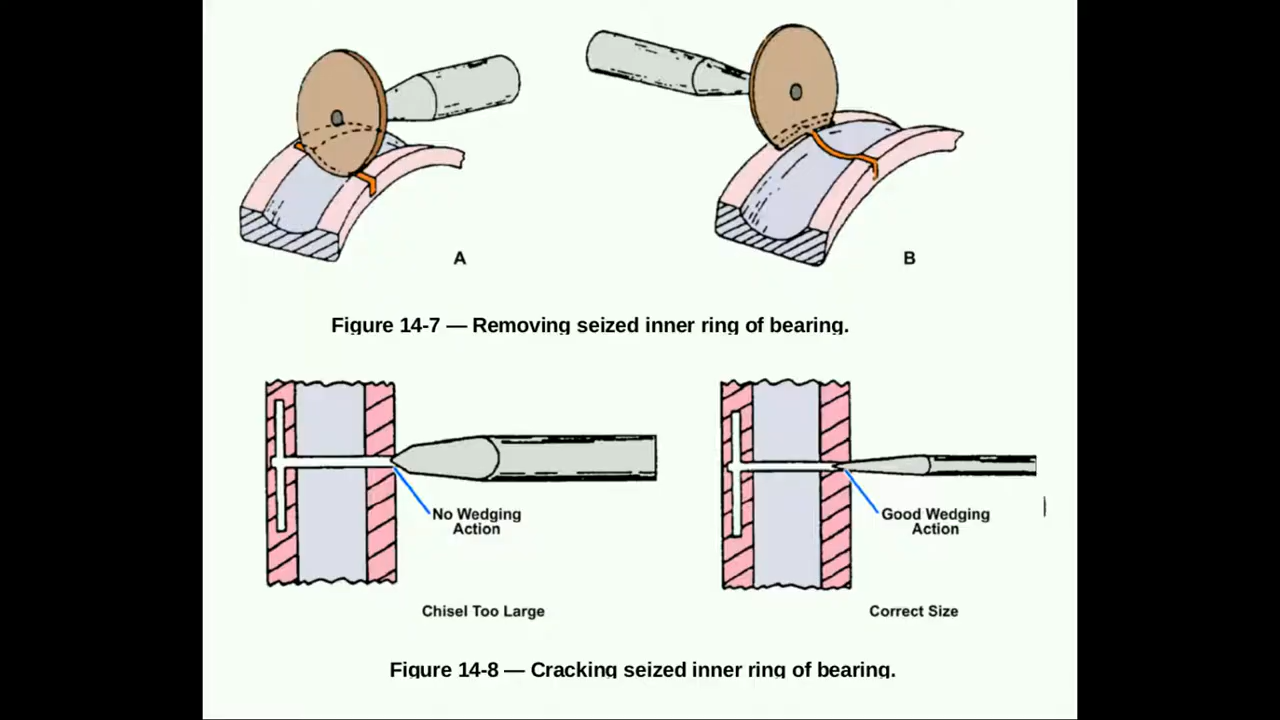 A
B
Figure 14-7 — Removing seized inner ring of bearing.
No Wedging
Action
Good Wedging
Action
Chisel Too Large
Correct Size
Figure 14-8 — Cracking seized inner ring of bearing.